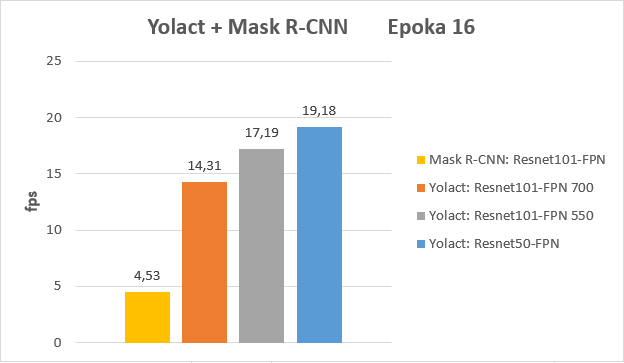 Yolact + Mask R-CNN Epoka 16
25
20
15
10
5
0
fps
4,53
14,31
17,19
19,18
Mask R-CNN: Resnet101-FPN
Yolact: Resnet101-FPN 700
Yolact: Resnet101-FPN 550
Yolact: Resnet50-FPN